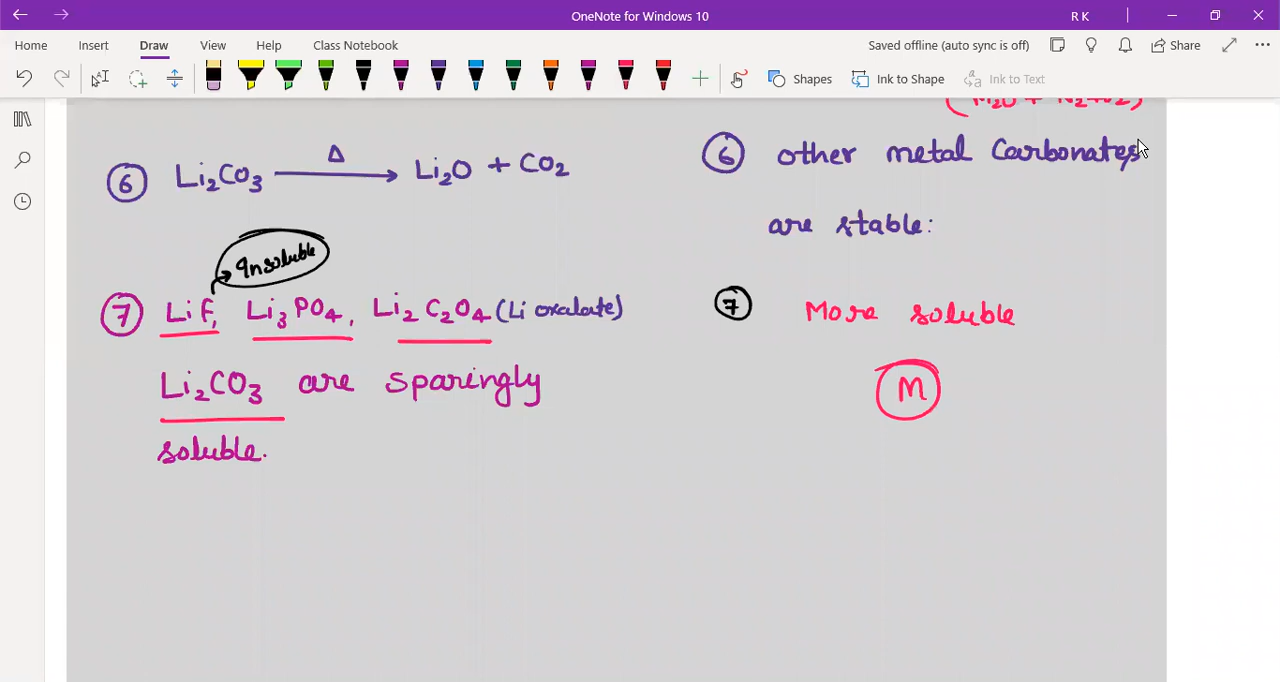 OneNote for Windows 10
R K
Home Insert Draw View Help Class Notebook
Saved offline (auto sync is off) Share
Shapes Ink to Shape Ink to Text
⑥ Li₂CO₃ —Δ→ Li₂O + CO₂
Insoluble
⑦ LiF, Li₃PO₄, Li₂C₂O₄ (Li oxalate)
Li₂CO₃ are sparingly
soluble.
⑥ other metal Carbonates
are stable:
⑦ More soluble
M